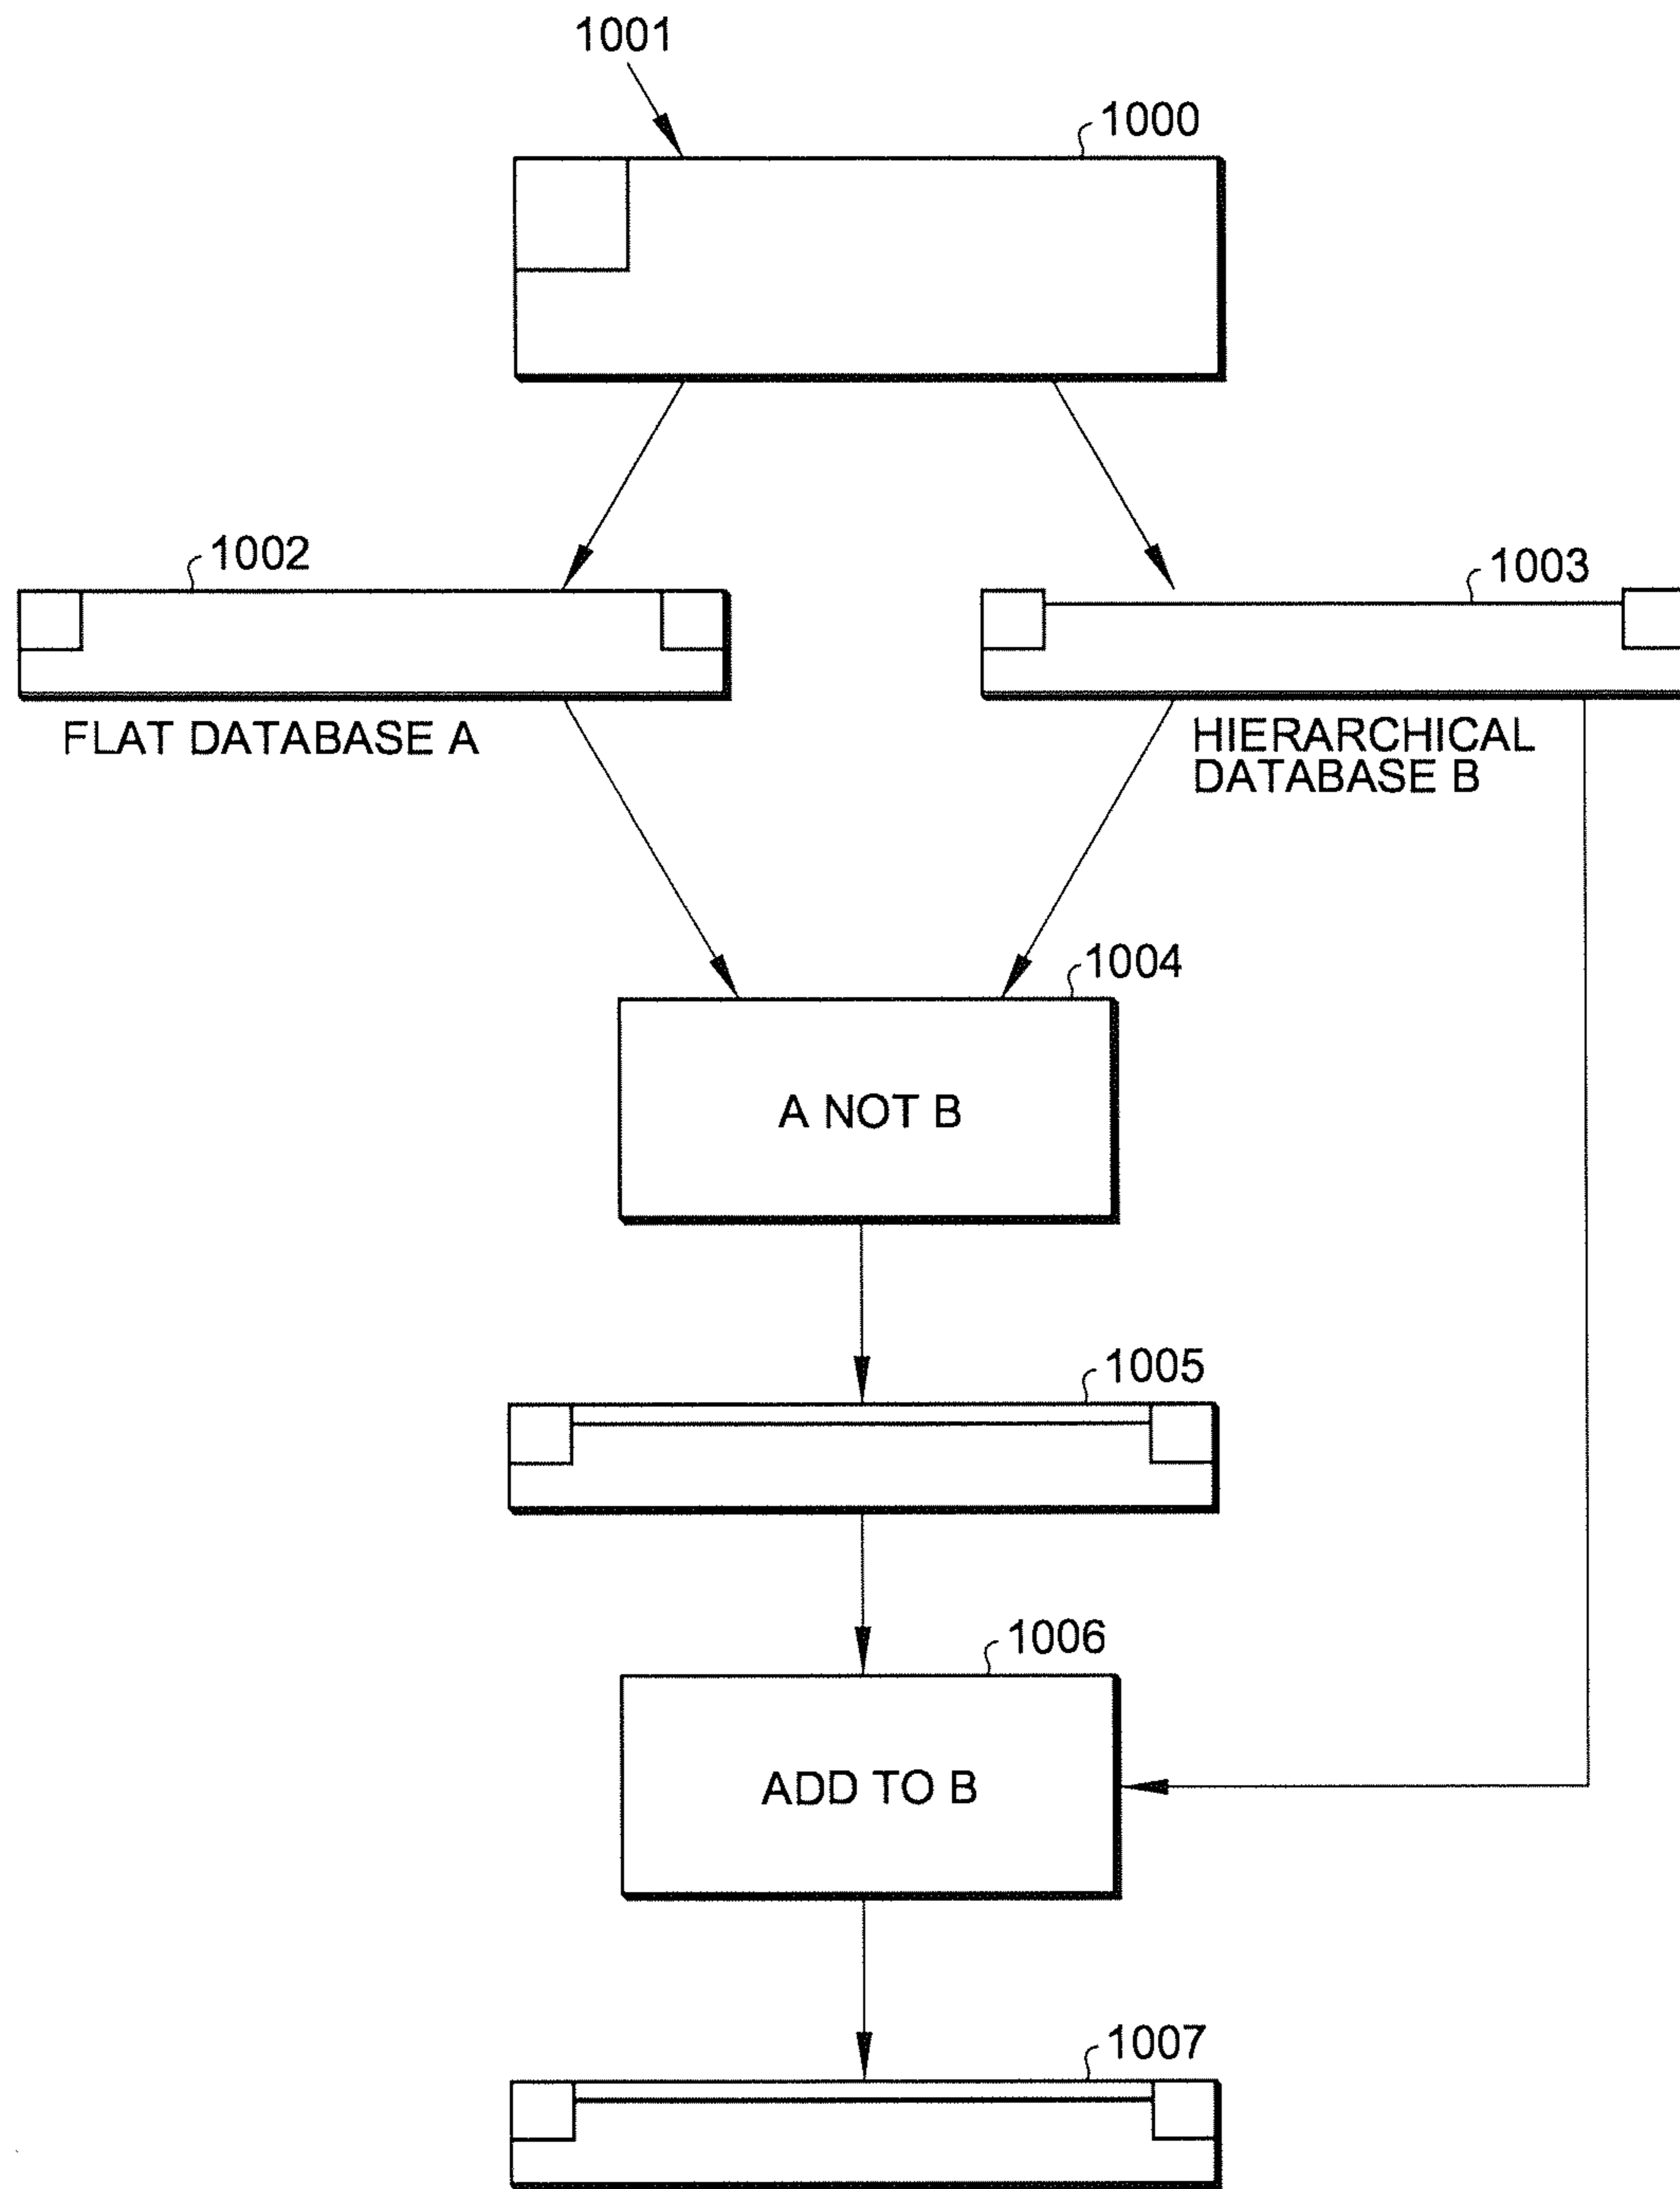 1001
1000
1002
1003
FLAT DATABASE A
HIERARCHICAL
DATABASE B
1004
A NOT B
1005
1006
ADD TO B
1007